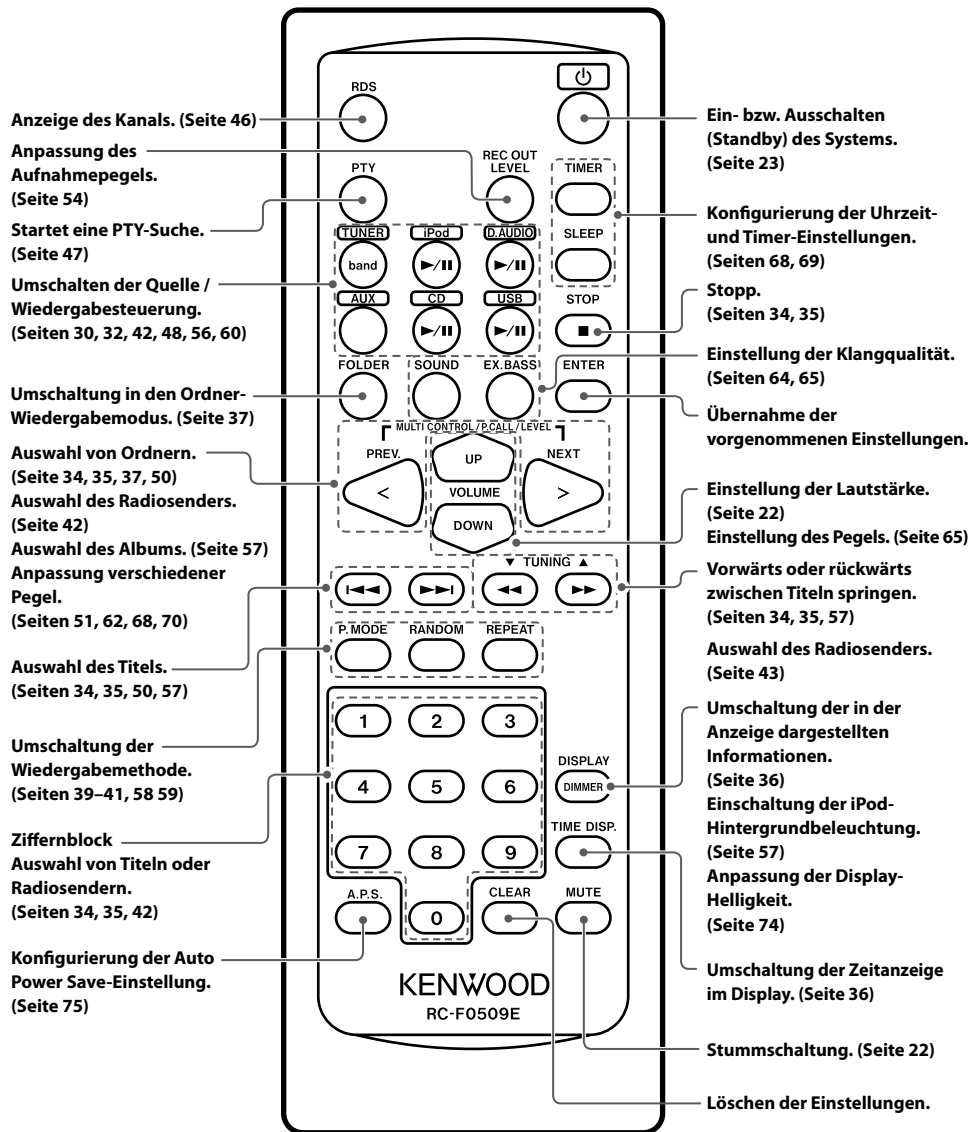 Anzeige des Kanals. (Seite 46)
Anpassung des
Aufnahmepegels.
(Seite 54)
Startet eine PTY-Suche.
(Seite 47)
Umschalten der Quelle /
Wiedergabesteuerung.
(Seiten 30, 32, 42, 48, 56, 60)
Umschaltung in den Ordner-
Wiedergabemodus. (Seite 37)
Auswahl von Ordnern.
(Seite 34, 35, 37, 50)
Auswahl des Radiosenders.
(Seite 42)
Auswahl des Albums. (Seite 57)
Anpassung verschiedener
Pegel.
(Seiten 51, 62, 68, 70)
Auswahl des Titels.
(Seiten 34, 35, 50, 57)
Umschaltung der
Wiedergabemethode.
(Seiten 39–41, 58 59)
Ziffernblock
Auswahl von Titeln oder
Radiosendern.
(Seiten 34, 35, 42)
Konfigurierung der Auto
Power Save-Einstellung.
(Seite 75)
RDS
PTY
REC OUT
LEVEL
TIMER
SLEEP
TUNER iPod D.AUDIO
band ►/II ►/II
AUX CD USB
►/II ►/II
STOP
■
FOLDER SOUND EX.BASS ENTER
MULTI CONTROL / P.CALL / LEVEL
PREV. UP NEXT
< VOLUME >
DOWN
▼ TUNING ▲
I◄◄ ►►I ◄◄ ►►
P.MODE RANDOM REPEAT
1 2 3
4 5 6
7 8 9
0
DISPLAY
DIMMER
TIME DISP.
A.P.S. CLEAR MUTE
KENWOOD
RC-F0509E
Ein- bzw. Ausschalten
(Standby) des Systems.
(Seite 23)
Konfigurierung der Uhrzeit-
und Timer-Einstellungen.
(Seiten 68, 69)
Stopp.
(Seiten 34, 35)
Einstellung der Klangqualität.
(Seiten 64, 65)
Übernahme der
vorgenommenen Einstellungen.
Einstellung der Lautstärke.
(Seite 22)
Einstellung des Pegels. (Seite 65)
Vorwärts oder rückwärts
zwischen Titeln springen.
(Seiten 34, 35, 57)
Auswahl des Radiosenders.
(Seite 43)
Umschaltung der in der
Anzeige dargestellten
Informationen.
(Seite 36)
Einschaltung der iPod-
Hintergrundbeleuchtung.
(Seite 57)
Anpassung der Display-
Helligkeit.
(Seite 74)
Umschaltung der Zeitanzeige
im Display. (Seite 36)
Stummschaltung. (Seite 22)
Löschen der Einstellungen.